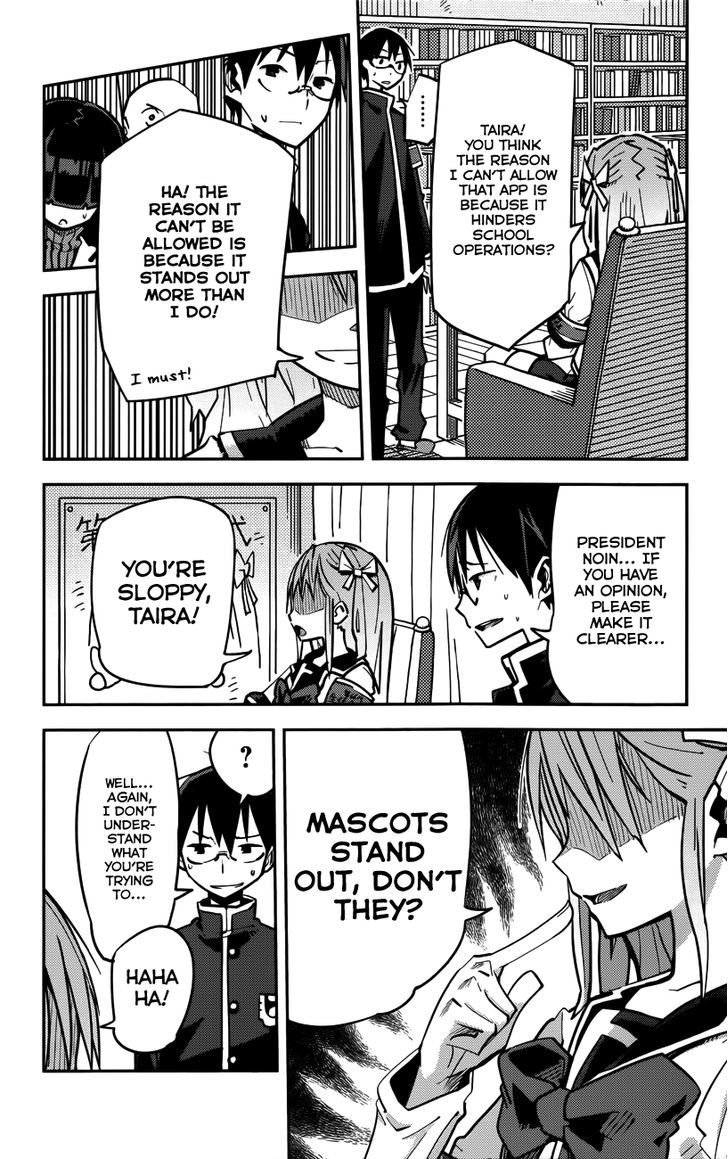 TAIRA!
YOU THINK
THE REASON
I CAN'T ALLOW
THAT APP IS
BECAUSE IT
HINDERS
SCHOOL
OPERATIONS?
......
HA! THE
REASON IT
CAN'T BE
ALLOWED IS
BECAUSE IT
STANDS OUT
MORE THAN
I DO!
I must!
PRESIDENT
NOIN... IF
YOU HAVE
AN OPINION,
PLEASE
MAKE IT
CLEARER...
YOU'RE
SLOPPY,
TAIRA!
MASCOTS
STAND
OUT, DON'T
THEY?
?
WELL...
AGAIN,
I DON'T
UNDER-
STAND
WHAT
YOU'RE
TRYING
TO...
HAHA
HA!